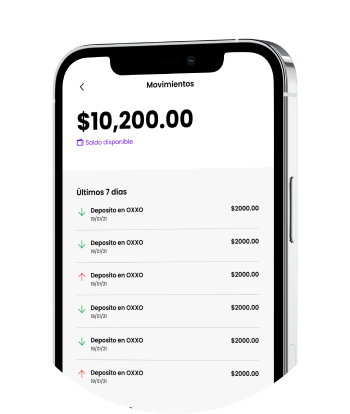 Movimientos
$10,200.00
Saldo disponible
Últimos 7 días
Deposito en OXXO
$2000.00
19/01/21
Deposito en OXXO
$2000.00
19/01/21
Deposito en OXXO
$2000.00
19/01/21
Deposito en OXXO
$2000.00
19/01/21
Deposito en OXXO
$2000.00
19/01/21
Deposito en OXXO
$2000.00
19/01/21